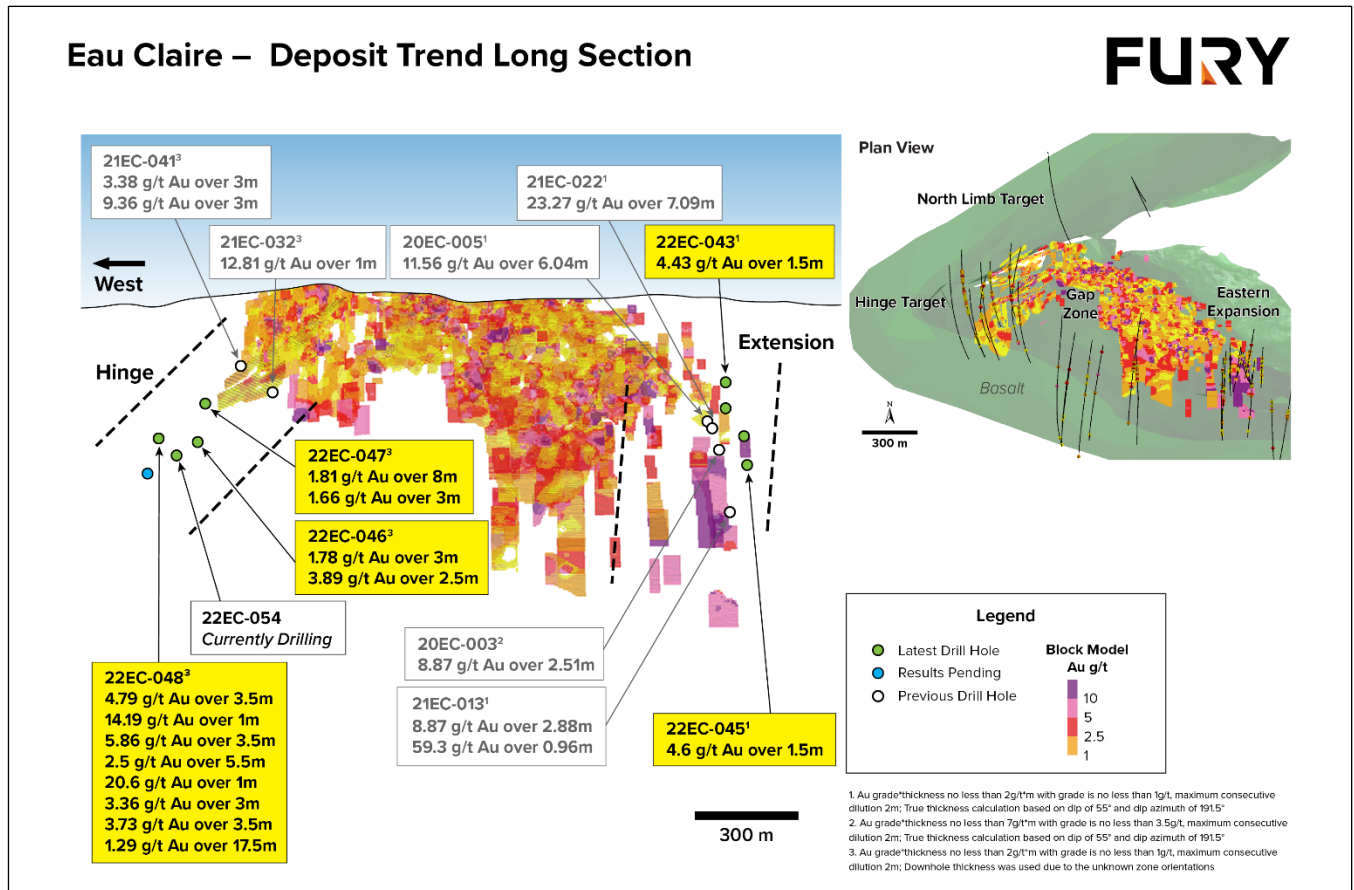 Eau Claire – Deposit Trend Long Section
FURY
21EC-041³
3.38 g/t Au over 3m
9.36 g/t Au over 3m
21EC-032³
12.81 g/t Au over 1m
20EC-005¹
11.56 g/t Au over 6.04m
21EC-022¹
23.27 g/t Au over 7.09m
22EC-043¹
4.43 g/t Au over 1.5m
West
Hinge
Extension
22EC-047³
1.81 g/t Au over 8m
1.66 g/t Au over 3m
22EC-046³
1.78 g/t Au over 3m
3.89 g/t Au over 2.5m
22EC-054
Currently Drilling
22EC-048³
4.79 g/t Au over 3.5m
14.19 g/t Au over 1m
5.86 g/t Au over 3.5m
2.5 g/t Au over 5.5m
20.6 g/t Au over 1m
3.36 g/t Au over 3m
3.73 g/t Au over 3.5m
1.29 g/t Au over 17.5m
20EC-003²
8.87 g/t Au over 2.51m
21EC-013¹
8.87 g/t Au over 2.88m
59.3 g/t Au over 0.96m
22EC-045¹
4.6 g/t Au over 1.5m
300 m
Plan View
North Limb Target
Hinge Target
Gap
Zone
Eastern
Expansion
Basalt
N
300 m
Legend
Latest Drill Hole
Results Pending
Previous Drill Hole
Block Model
Au g/t
10
5
2.5
1
1. Au grade*thickness no less than 2g/t*m with grade is no less than 1g/t, maximum consecutive
dilution 2m; True thickness calculation based on dip of 55° and dip azimuth of 191.5°
2. Au grade*thickness no less than 7g/t*m with grade is no less than 3.5g/t, maximum consecutive
dilution 2m; True thickness calculation based on dip of 55° and dip azimuth of 191.5°
3. Au grade*thickness no less than 2g/t*m with grade is no less than 1g/t, maximum consecutive
dilution 2m; Downhole thickness was used due to the unknown zone orientations